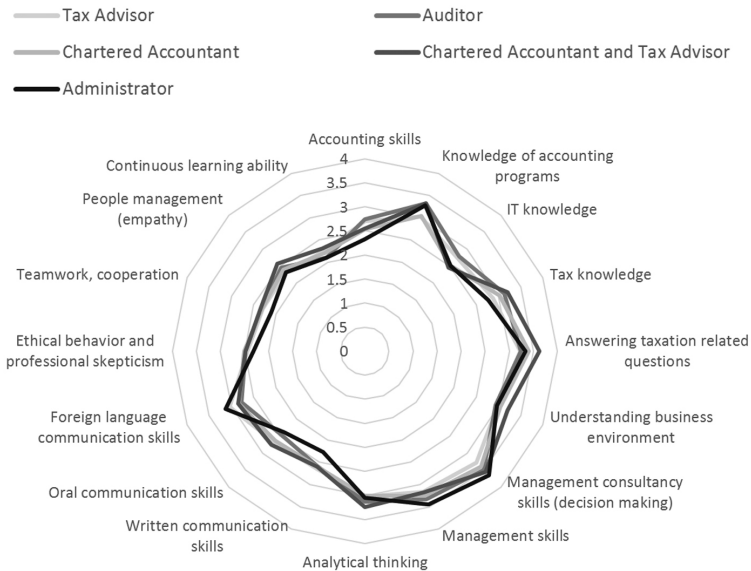 Tax Advisor
Auditor
Chartered Accountant
Chartered Accountant and Tax Advisor
Administrator
Accounting skills
Knowledge of accounting
programs
IT knowledge
Tax knowledge
Answering taxation related
questions
Understanding business
environment
Management consultancy
skills (decision making)
Management skills
Analytical thinking
Written communication
skills
Oral communication skills
Foreign language
communication skills
Ethical behavior and
professional skepticism
Teamwork, cooperation
People management
(empathy)
Continuous learning ability
4
3.5
3
2.5
2
1.5
1
0.5
0